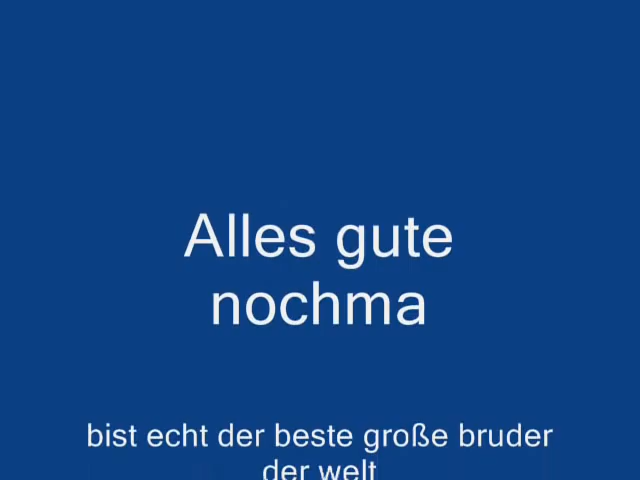 Alles gute
nochma
bist echt der beste große bruder
der welt